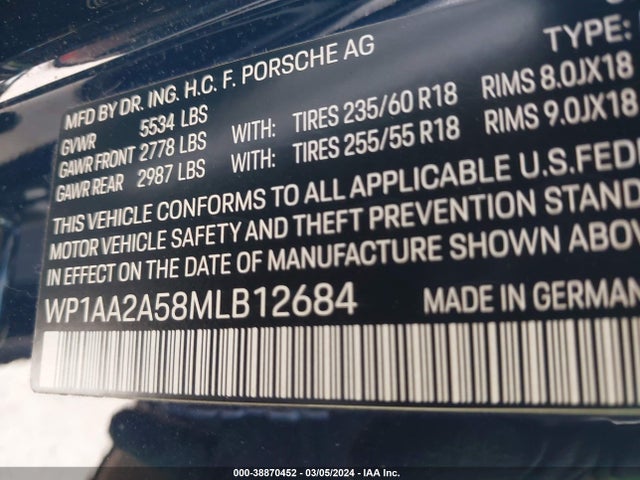 TYPE:
MFD BY DR. ING. H.C. F. PORSCHE AG
GVWR 5534 LBS
GAWR FRONT 2778 LBS WITH: TIRES 235/60 R18 RIMS 8.0JX18
GAWR REAR 2987 LBS WITH: TIRES 255/55 R18 RIMS 9.0JX18
THIS VEHICLE CONFORMS TO ALL APPLICABLE U.S.FEDE
MOTOR VEHICLE SAFETY AND THEFT PREVENTION STAND
IN EFFECT ON THE DATE OF MANUFACTURE SHOWN ABOV
WP1AA2A58MLB12684 MADE IN GERMAN
000-38870452 — 03/05/2024 — IAA Inc.